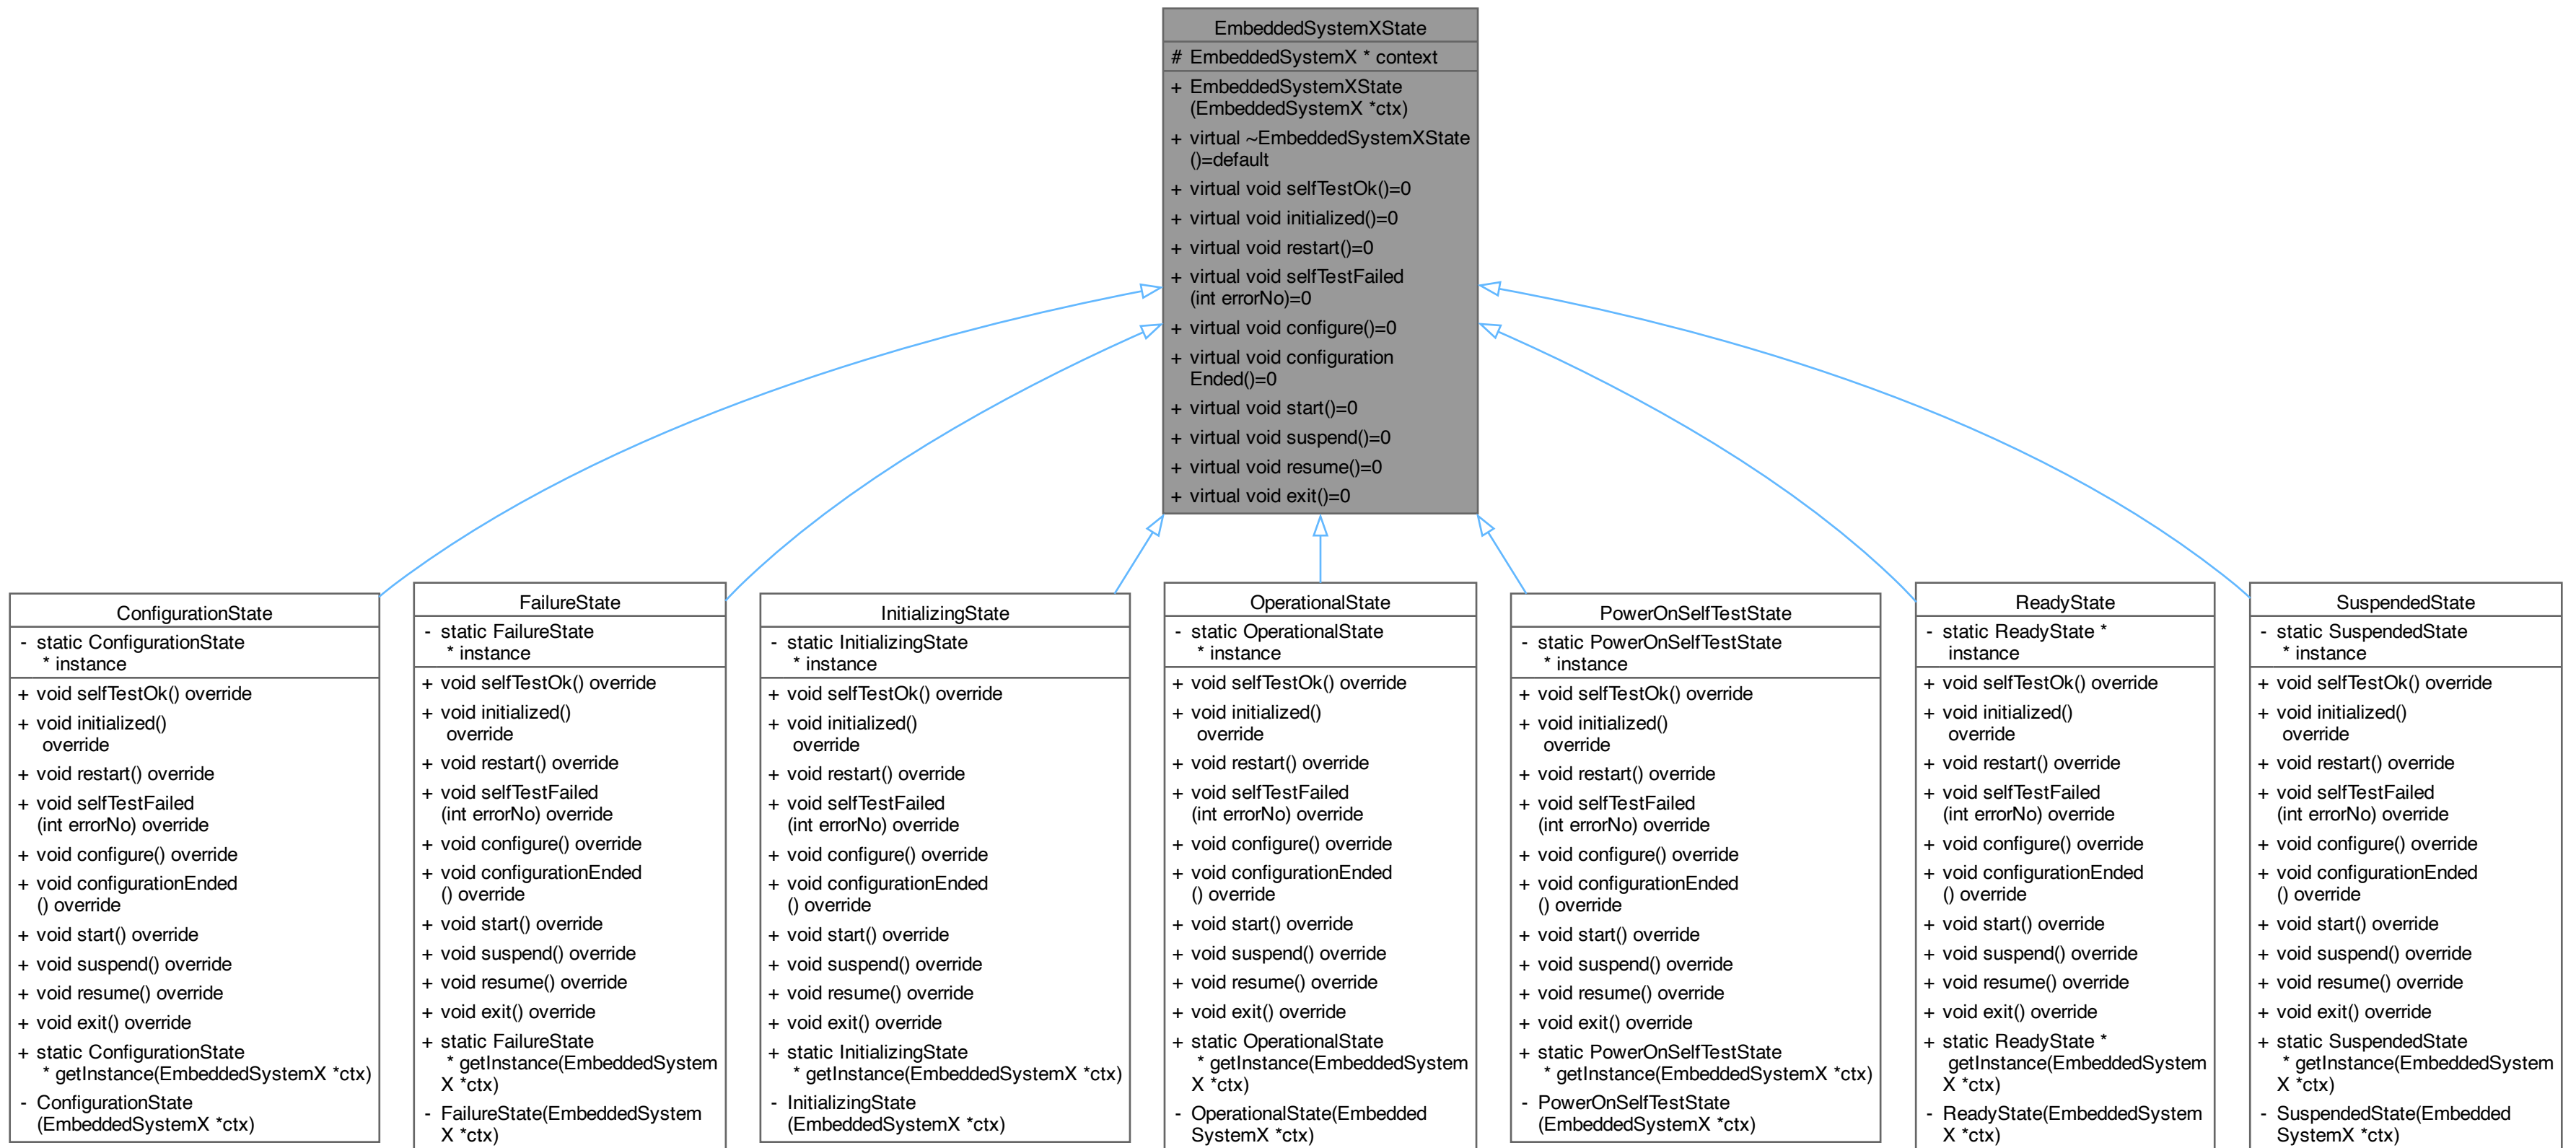 EmbeddedSystemXState
# EmbeddedSystemX * context
+ EmbeddedSystemXState
(EmbeddedSystemX *ctx)
+ virtual ~EmbeddedSystemXState
()=default
+ virtual void selfTestOk()=0
+ virtual void initialized()=0
+ virtual void restart()=0
+ virtual void selfTestFailed
(int errorNo)=0
+ virtual void configure()=0
+ virtual void configuration
Ended()=0
+ virtual void start()=0
+ virtual void suspend()=0
+ virtual void resume()=0
+ virtual void exit()=0
ConfigurationState
- static ConfigurationState
* instance
+ void selfTestOk() override
+ void initialized()
override
+ void restart() override
+ void selfTestFailed
(int errorNo) override
+ void configure() override
+ void configurationEnded
() override
+ void start() override
+ void suspend() override
+ void resume() override
+ void exit() override
+ static ConfigurationState
* getInstance(EmbeddedSystemX *ctx)
- ConfigurationState
(EmbeddedSystemX *ctx)
FailureState
- static FailureState
* instance
+ void selfTestOk() override
+ void initialized()
override
+ void restart() override
+ void selfTestFailed
(int errorNo) override
+ void configure() override
+ void configurationEnded
() override
+ void start() override
+ void suspend() override
+ void resume() override
+ void exit() override
+ static FailureState
* getInstance(EmbeddedSystem
X *ctx)
- FailureState(EmbeddedSystem
X *ctx)
InitializingState
- static InitializingState
* instance
+ void selfTestOk() override
+ void initialized()
override
+ void restart() override
+ void selfTestFailed
(int errorNo) override
+ void configure() override
+ void configurationEnded
() override
+ void start() override
+ void suspend() override
+ void resume() override
+ void exit() override
+ static InitializingState
* getInstance(EmbeddedSystemX *ctx)
- InitializingState
(EmbeddedSystemX *ctx)
OperationalState
- static OperationalState
* instance
+ void selfTestOk() override
+ void initialized()
override
+ void restart() override
+ void selfTestFailed
(int errorNo) override
+ void configure() override
+ void configurationEnded
() override
+ void start() override
+ void suspend() override
+ void resume() override
+ void exit() override
+ static OperationalState
* getInstance(EmbeddedSystem
X *ctx)
- OperationalState(Embedded
SystemX *ctx)
PowerOnSelfTestState
- static PowerOnSelfTestState
* instance
+ void selfTestOk() override
+ void initialized()
override
+ void restart() override
+ void selfTestFailed
(int errorNo) override
+ void configure() override
+ void configurationEnded
() override
+ void start() override
+ void suspend() override
+ void resume() override
+ void exit() override
+ static PowerOnSelfTestState
* getInstance(EmbeddedSystemX *ctx)
- PowerOnSelfTestState
(EmbeddedSystemX *ctx)
ReadyState
- static ReadyState *
instance
+ void selfTestOk() override
+ void initialized()
override
+ void restart() override
+ void selfTestFailed
(int errorNo) override
+ void configure() override
+ void configurationEnded
() override
+ void start() override
+ void suspend() override
+ void resume() override
+ void exit() override
+ static ReadyState *
getInstance(EmbeddedSystem
X *ctx)
- ReadyState(EmbeddedSystem
X *ctx)
SuspendedState
- static SuspendedState
* instance
+ void selfTestOk() override
+ void initialized()
override
+ void restart() override
+ void selfTestFailed
(int errorNo) override
+ void configure() override
+ void configurationEnded
() override
+ void start() override
+ void suspend() override
+ void resume() override
+ void exit() override
+ static SuspendedState
* getInstance(EmbeddedSystem
X *ctx)
- SuspendedState(Embedded
SystemX *ctx)